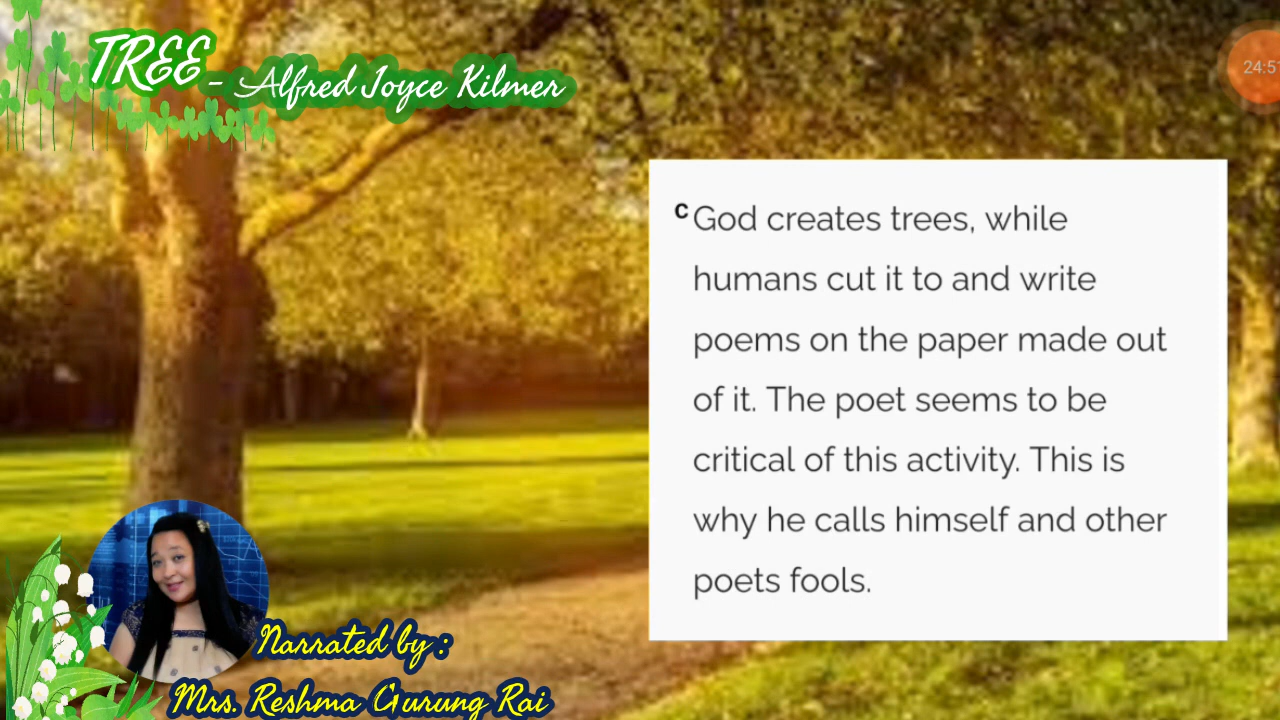 TREE - Alfred Joyce Kilmer
24:51
c God creates trees, while
humans cut it to and write
poems on the paper made out
of it. The poet seems to be
critical of this activity. This is
why he calls himself and other
poets fools.
Narrated by :
Mrs. Reshma Gurung Rai